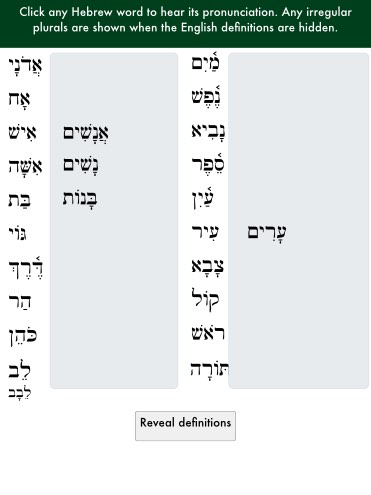 Click any Hebrew word to hear its pronunciation. Any irregular
plurals are shown when the English definitions are hidden.
אֲדֹנָי
אָח
אִישׁ אֲנָשִׁים
אִשָּׁה נָשִׁים
בַּת בָּנוֹת
גּוֹי
דֶּ֫רֶךְ
הַר
כֹּהֵן
לֵב
לֵבָב
מַ֫יִם
נֶ֫פֶשׁ
נָבִיא
סֵ֫פֶר
עַ֫יִן
עִיר עָרִים
צָבָא
קוֹל
רֹאשׁ
תּוֹרָה
Reveal definitions